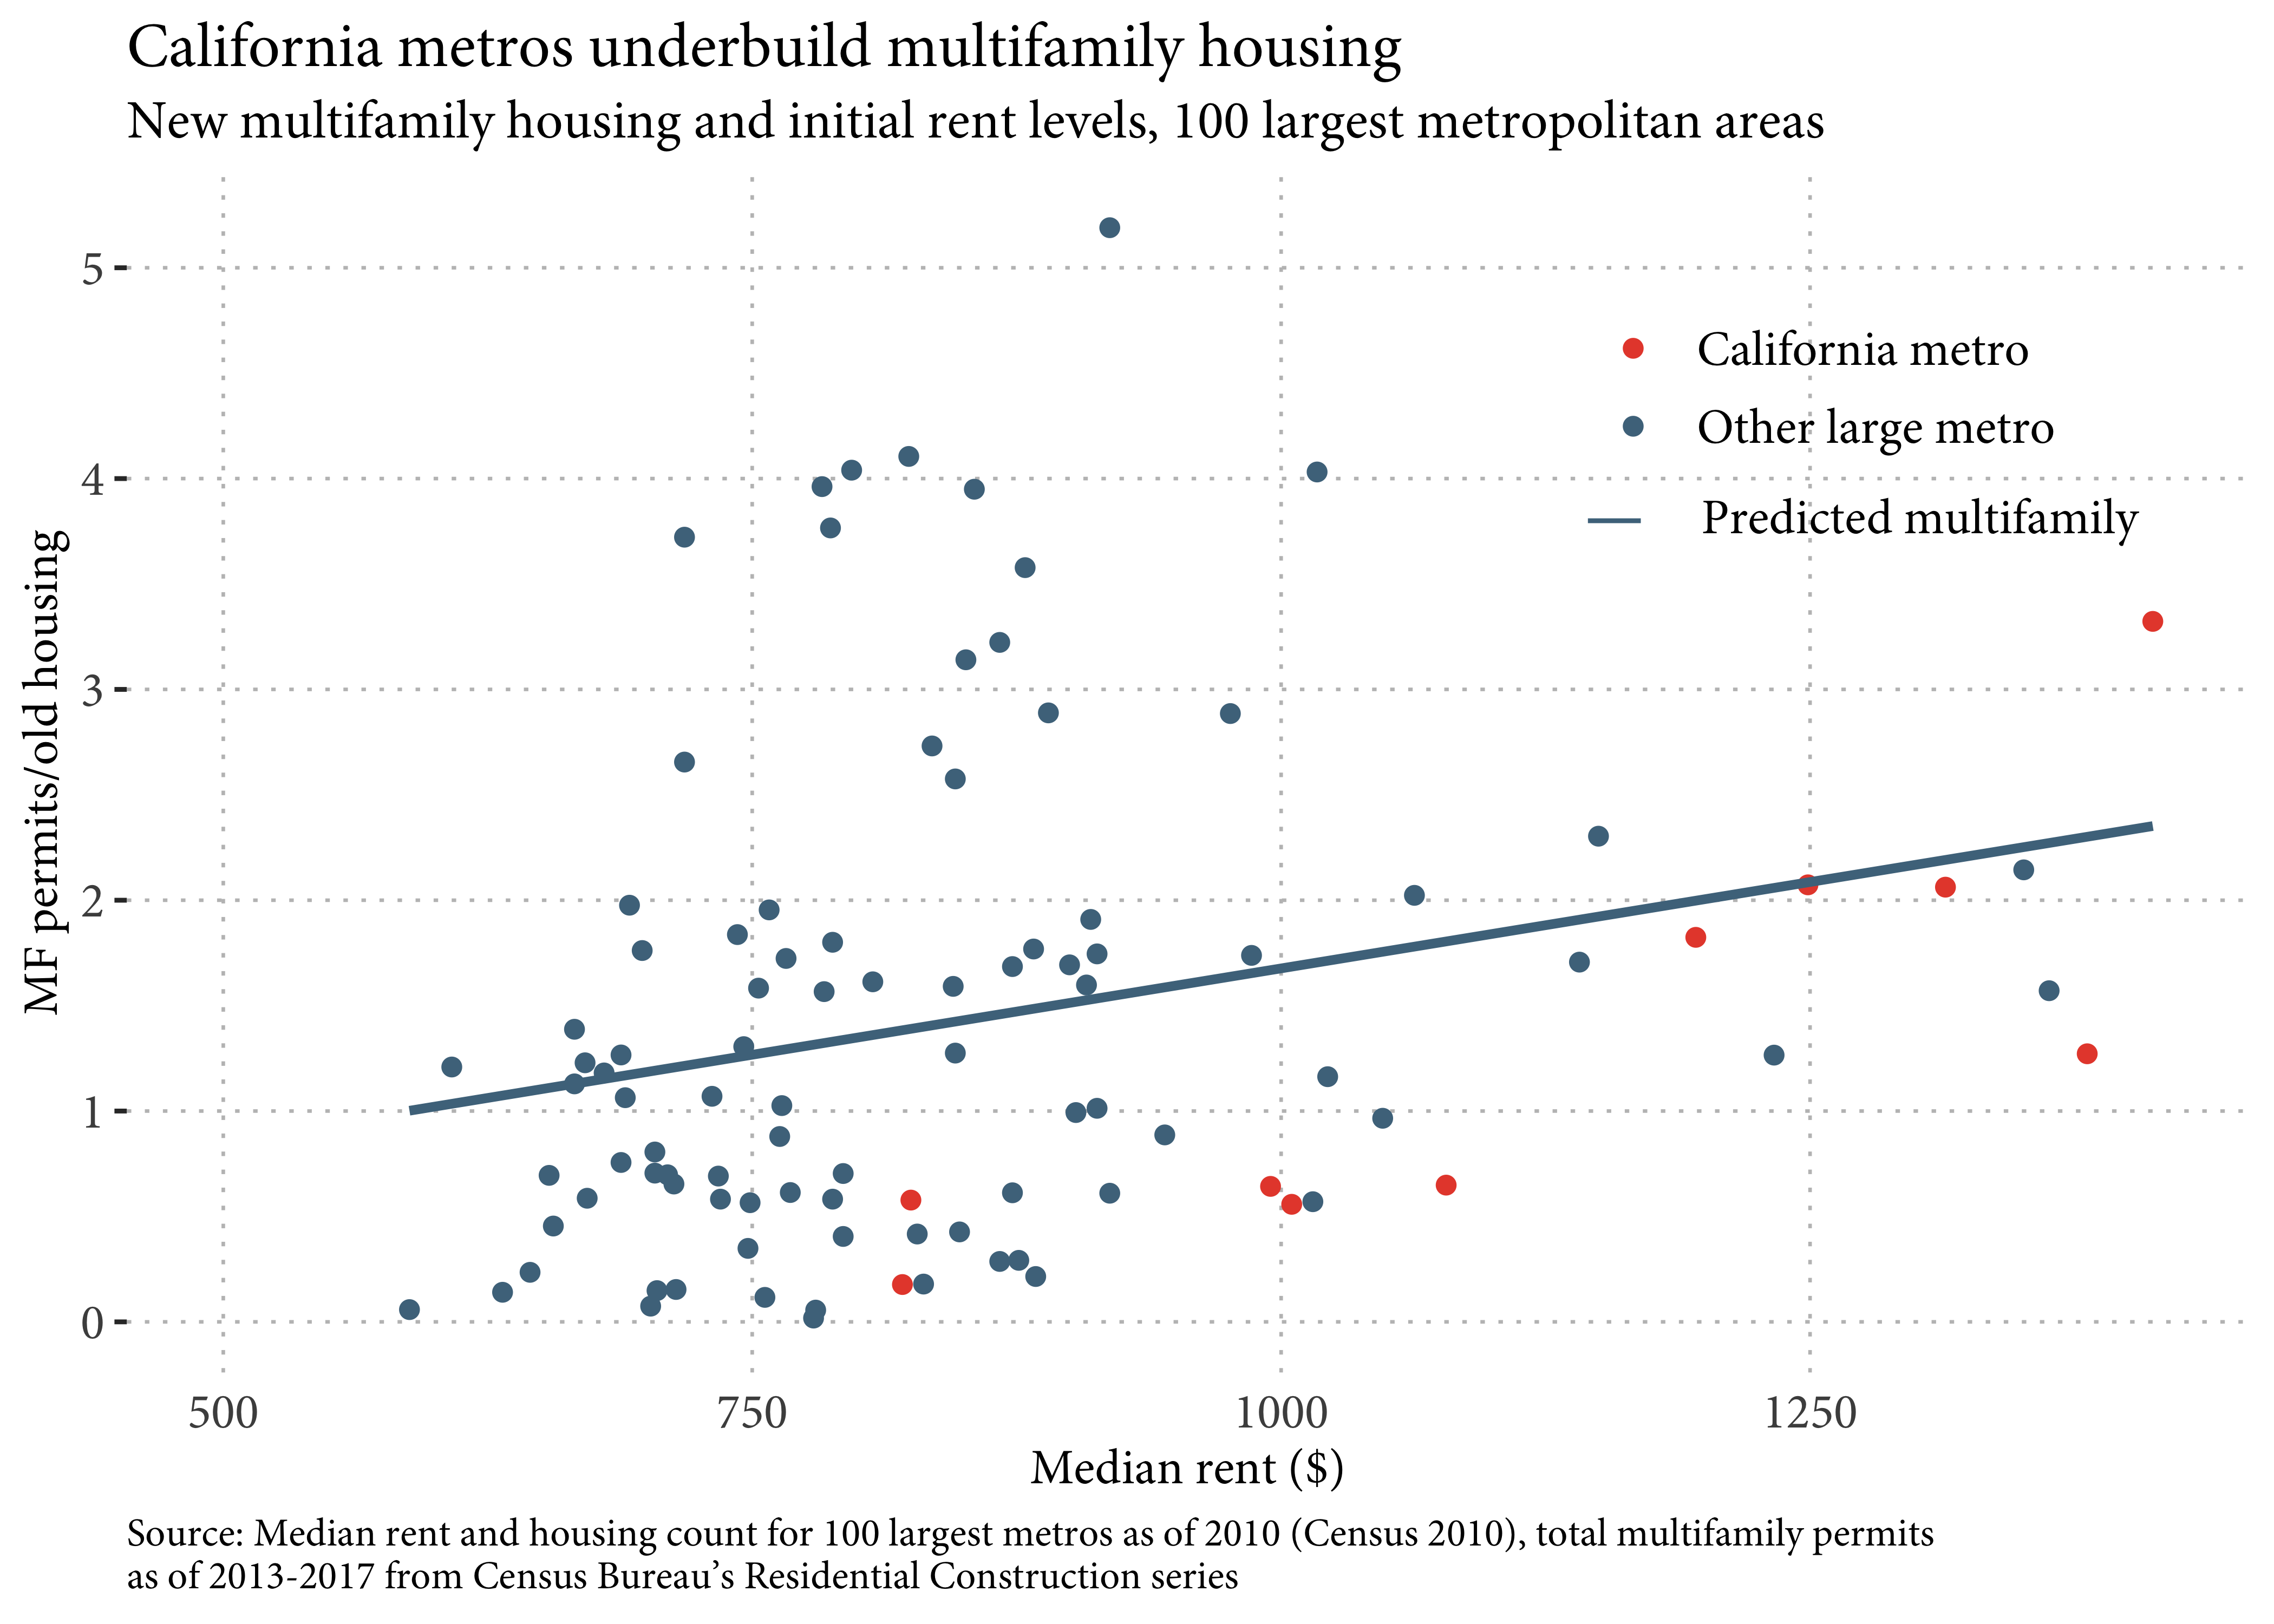 California metros underbuild multifamily housing
New multifamily housing and initial rent levels, 100 largest metropolitan areas
MF permits/old housing
5
4
3
2
1
0
California metro
Other large metro
Predicted multifamily
500 750 1000 1250
Median rent ($)
Source: Median rent and housing count for 100 largest metros as of 2010 (Census 2010), total multifamily permits
as of 2013-2017 from Census Bureau’s Residential Construction series